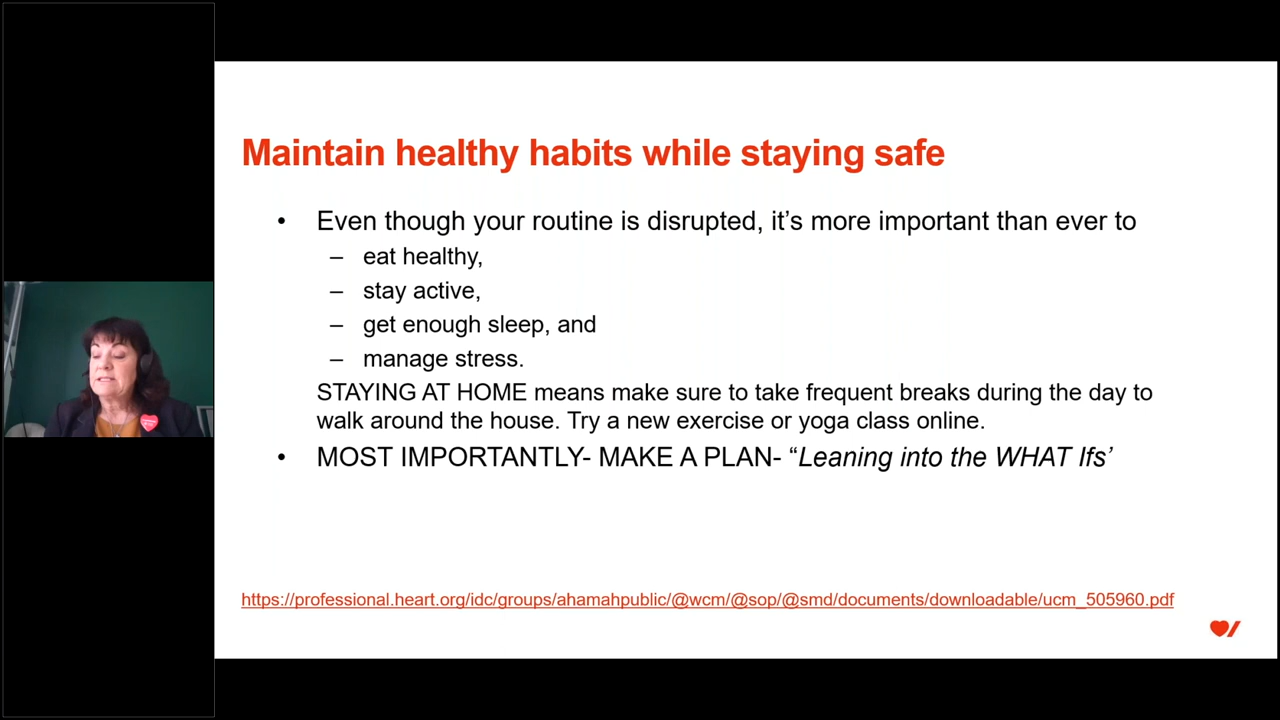 Maintain healthy habits while staying safe
• Even though your routine is disrupted, it’s more important than ever to
– eat healthy,
– stay active,
– get enough sleep, and
– manage stress.
STAYING AT HOME means make sure to take frequent breaks during the day to
walk around the house. Try a new exercise or yoga class online.
• MOST IMPORTANTLY- MAKE A PLAN- “Leaning into the WHAT Ifs’
https://professional.heart.org/idc/groups/ahamahpublic/@wcm/@sop/@smd/documents/downloadable/ucm_505960.pdf